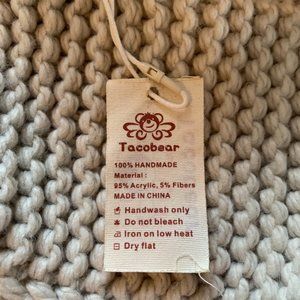 Tacobear
100% HANDMADE
Material :
95% Acrylic, 5% Fibers
MADE IN CHINA
Handwash only
Do not bleach
Iron on low heat
Dry flat